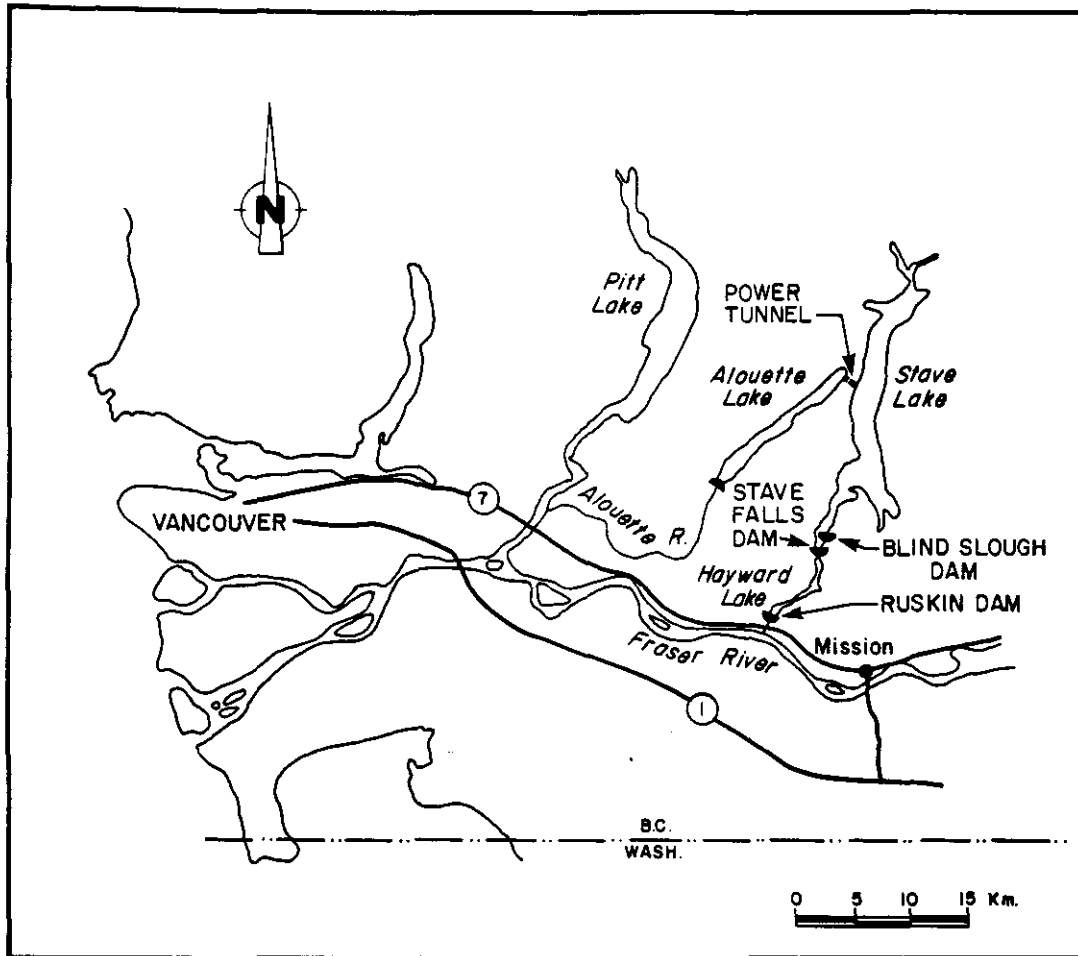 N
Pitt
Lake
POWER
TUNNEL
Alouette
Lake
Stave
Lake
7
VANCOUVER
Alouette R.
STAVE
FALLS
DAM
BLIND SLOUGH
DAM
Hayward
Lake
RUSKIN DAM
Mission
Fraser River
1
B.C.
WASH.
0 5 10 15 Km.